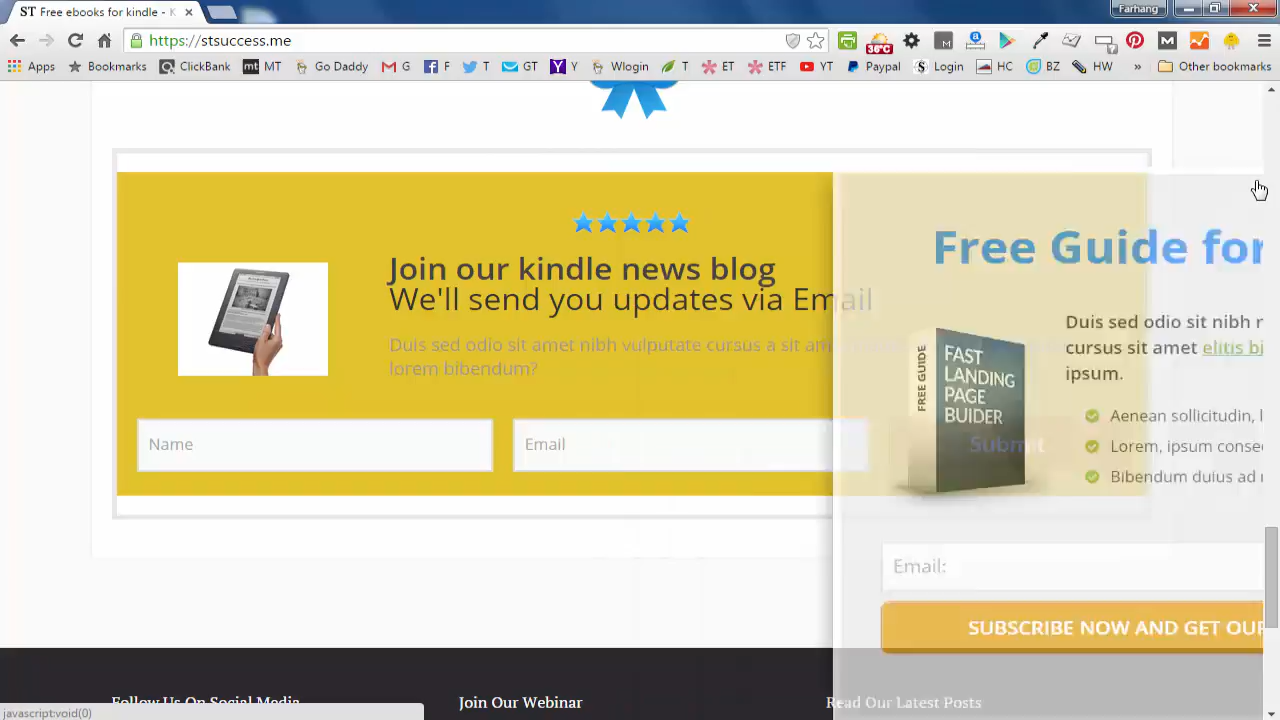 ST Free ebooks for kindle - K
Farhang
https://stsuccess.me
36°C
Apps Bookmarks ClickBank mt MT Go Daddy G F T GT Y Wlogin T ET ETF YT Paypal $ Login HC BZ HW » Other bookmarks
Join our kindle news blog
We'll send you updates via Email
Duis sed odio sit amet nibh vulputate cursus a sit am
lorem bibendum?
Name
Email
Submit
Free Guide for
Duis sed odio sit nibh
cursus sit amet elitis bi
ipsum.
FREE GUIDE
FAST
LANDING
PAGE
BUIDER
Aenean sollicitudin, l
Lorem, ipsum conse
Bibendum duius ad
Email:
SUBSCRIBE NOW AND GET OUR
Follow Us On Social Media
Join Our Webinar
Read Our Latest Posts
javascript:void(0)